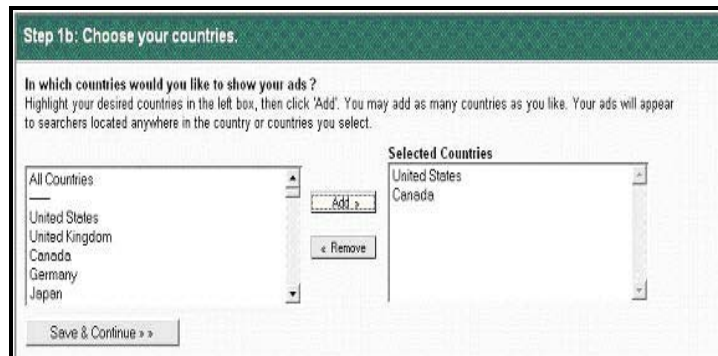 Step 1b: Choose your countries.
In which countries would you like to show your ads ?
Highlight your desired countries in the left box, then click 'Add'. You may add as many countries as you like. Your ads will appear
to searchers located anywhere in the country or countries you select.
All Countries
-----
United States
United Kingdom
Canada
Germany
Japan
Add »
« Remove
Selected Countries
United States
Canada
Save & Continue » »